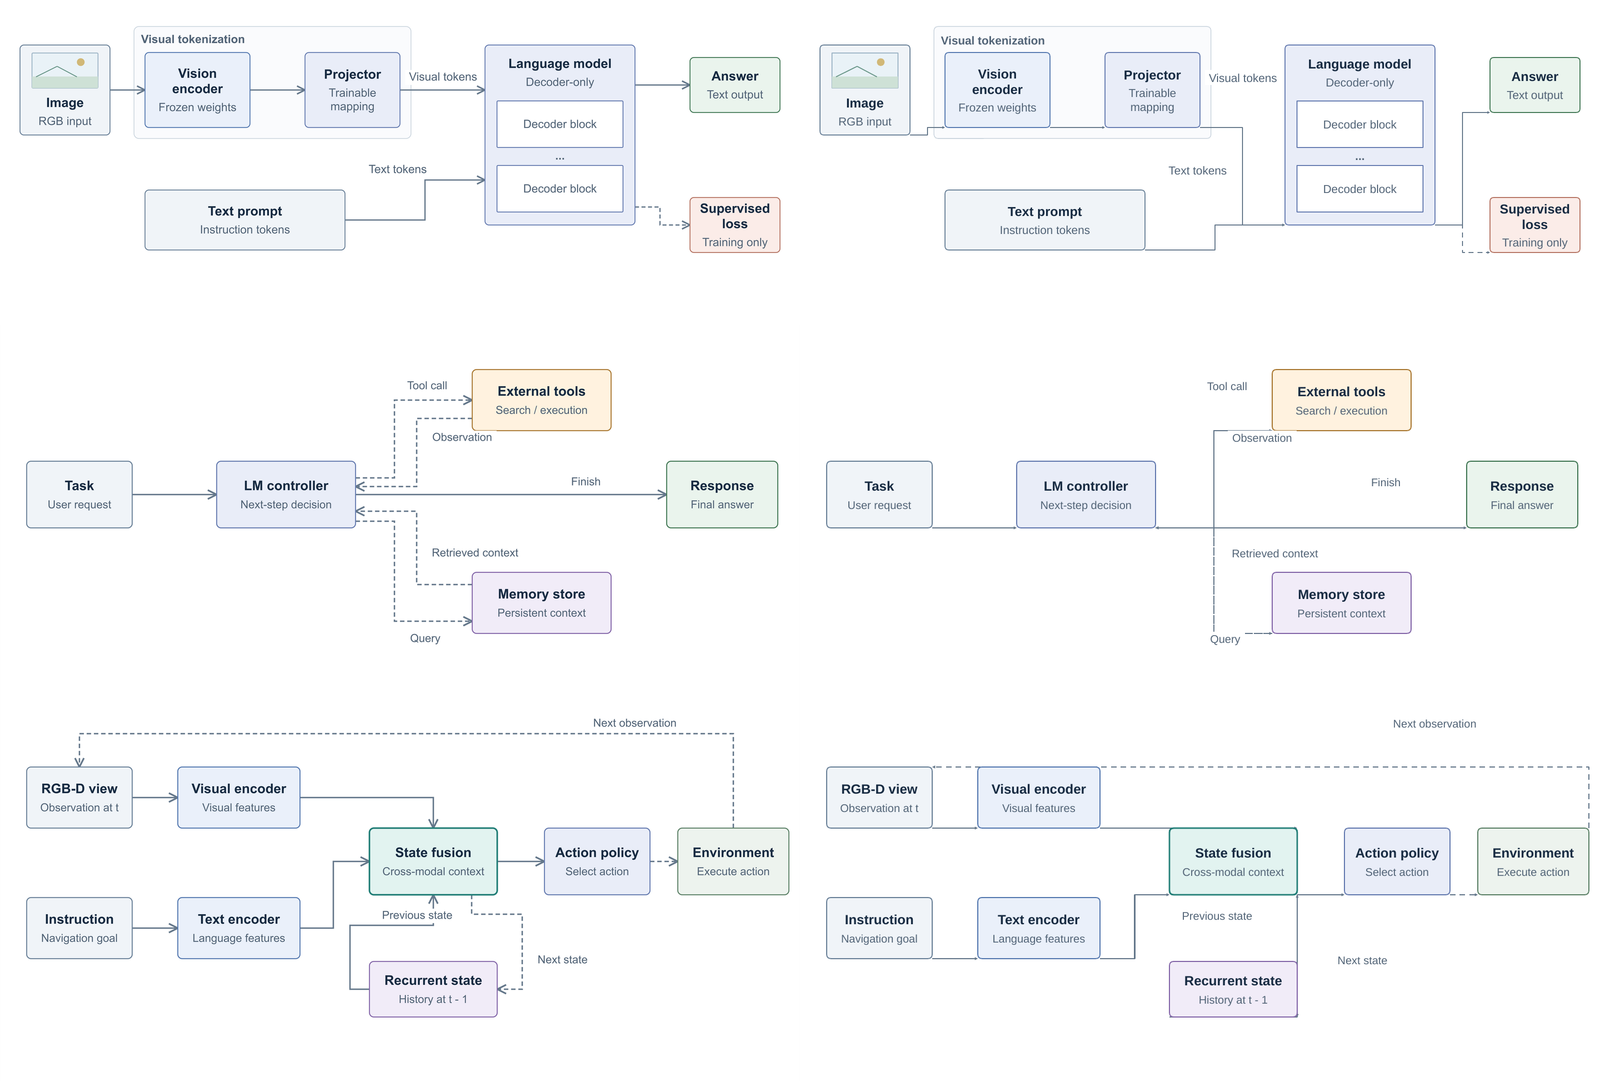 Visual tokenization
Image
RGB input
Vision
encoder
Frozen weights
Projector
Trainable
mapping
Visual tokens
Language model
Decoder-only
Decoder block
...
Decoder block
Answer
Text output
Text tokens
Text prompt
Instruction tokens
Supervised
loss
Training only
Visual tokenization
Image
RGB input
Vision
encoder
Frozen weights
Projector
Trainable
mapping
Visual tokens
Language model
Decoder-only
Decoder block
...
Decoder block
Answer
Text output
Text tokens
Text prompt
Instruction tokens
Supervised
loss
Training only
Tool call
External tools
Search / execution
Observation
Task
User request
LM controller
Next-step decision
Finish
Response
Final answer
Retrieved context
Memory store
Persistent context
Query
Tool call
External tools
Search / execution
Observation
Task
User request
LM controller
Next-step decision
Finish
Response
Final answer
Retrieved context
Memory store
Persistent context
Query
Next observation
RGB-D view
Observation at t
Visual encoder
Visual features
State fusion
Cross-modal context
Action policy
Select action
Environment
Execute action
Instruction
Navigation goal
Text encoder
Language features
Previous state
Next state
Recurrent state
History at t - 1
Next observation
RGB-D view
Observation at t
Visual encoder
Visual features
State fusion
Cross-modal context
Action policy
Select action
Environment
Execute action
Instruction
Navigation goal
Text encoder
Language features
Previous state
Next state
Recurrent state
History at t - 1